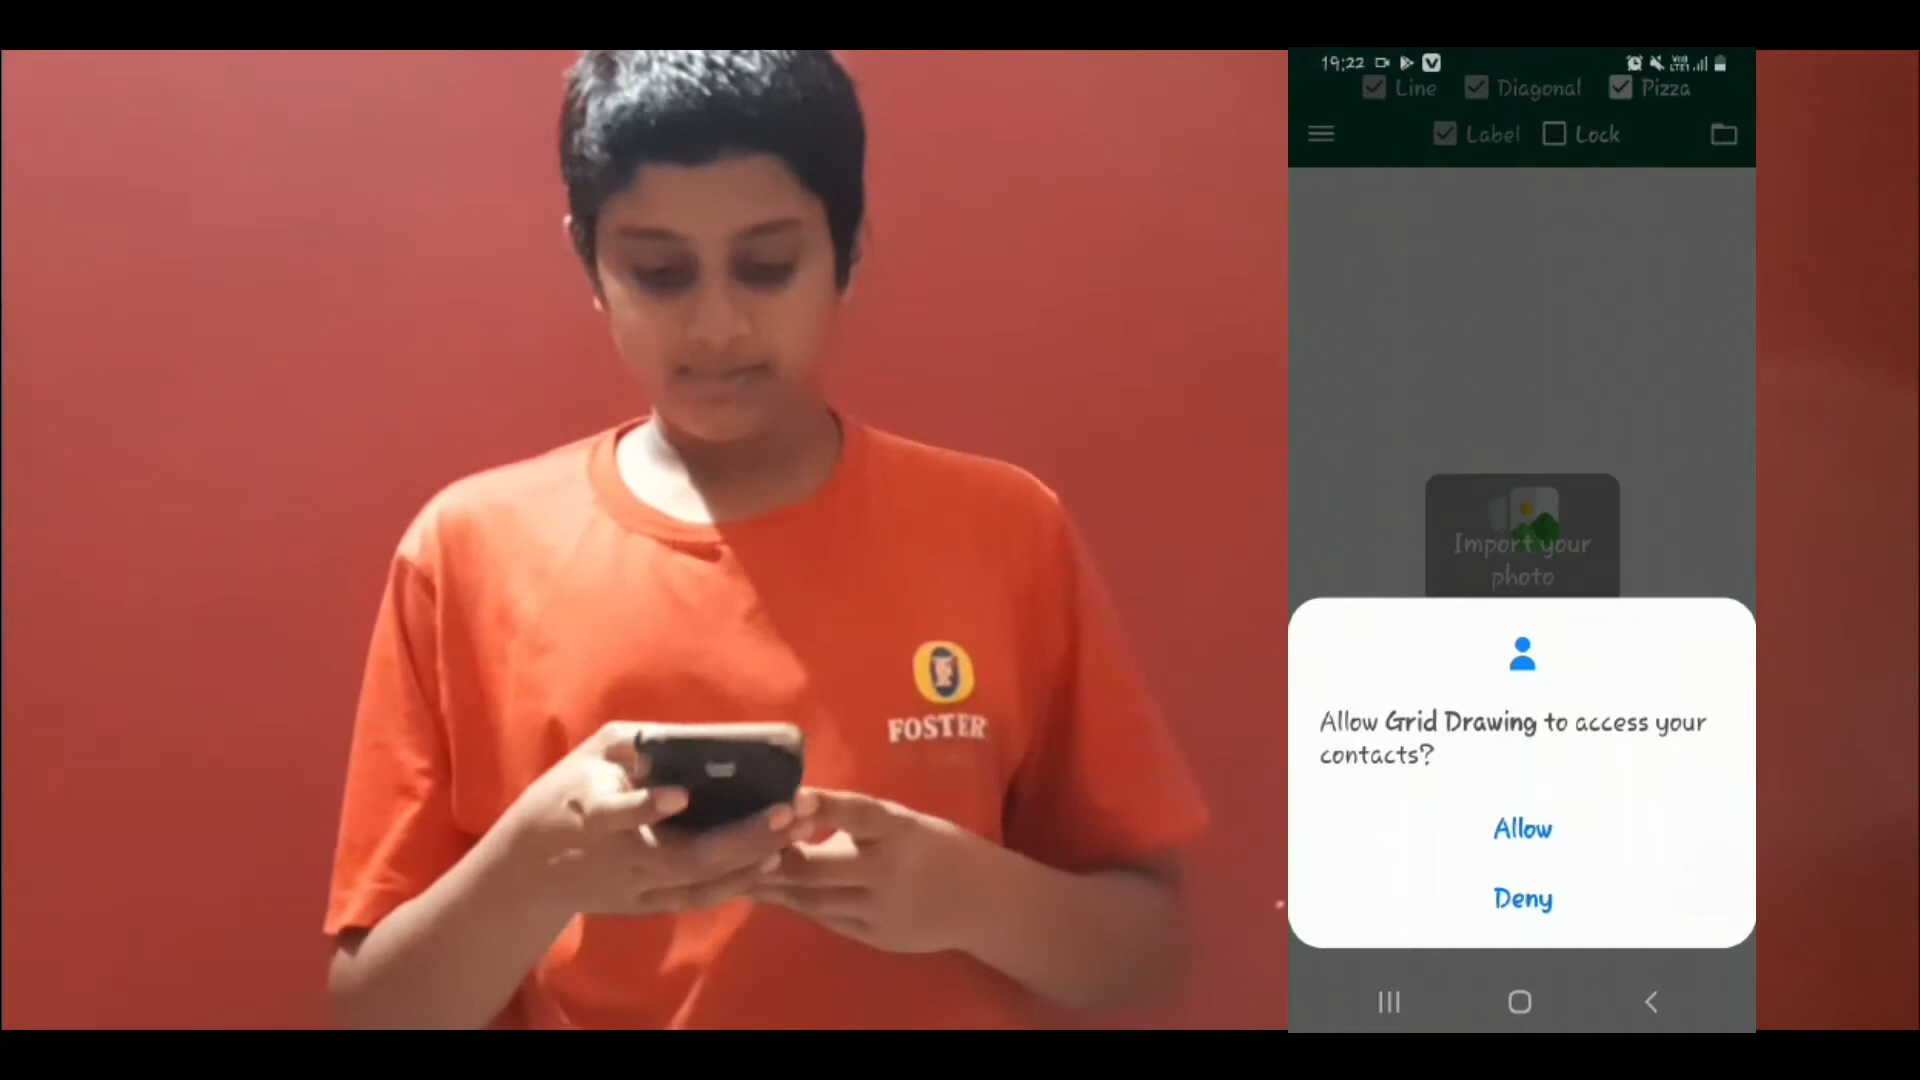 19:22
Line Diagonal Pizza
Label Lock
Import your
photo
Allow Grid Drawing to access your
contacts?
Allow
Deny
FOSTER